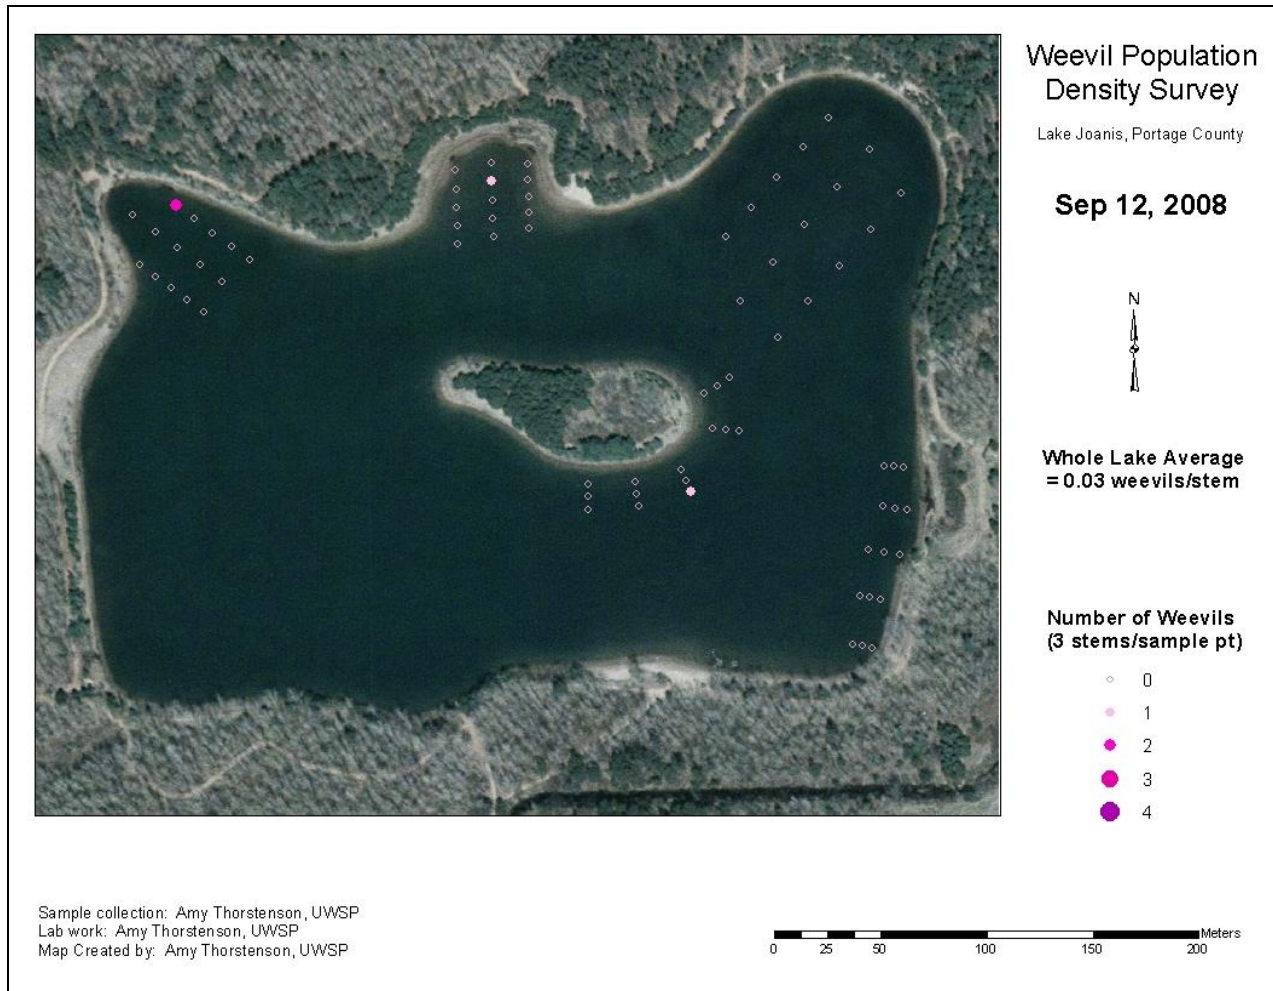 Weevil Population
Density Survey
Lake Joanis, Portage County
Sep 12, 2008
N
Whole Lake Average
= 0.03 weevils/stem
Number of Weevils
(3 stems/sample pt)
0
1
2
3
4
Sample collection: Amy Thorstenson, UWSP
Lab work: Amy Thorstenson, UWSP
Map Created by: Amy Thorstenson, UWSP
Meters
0 25 50 100 150 200